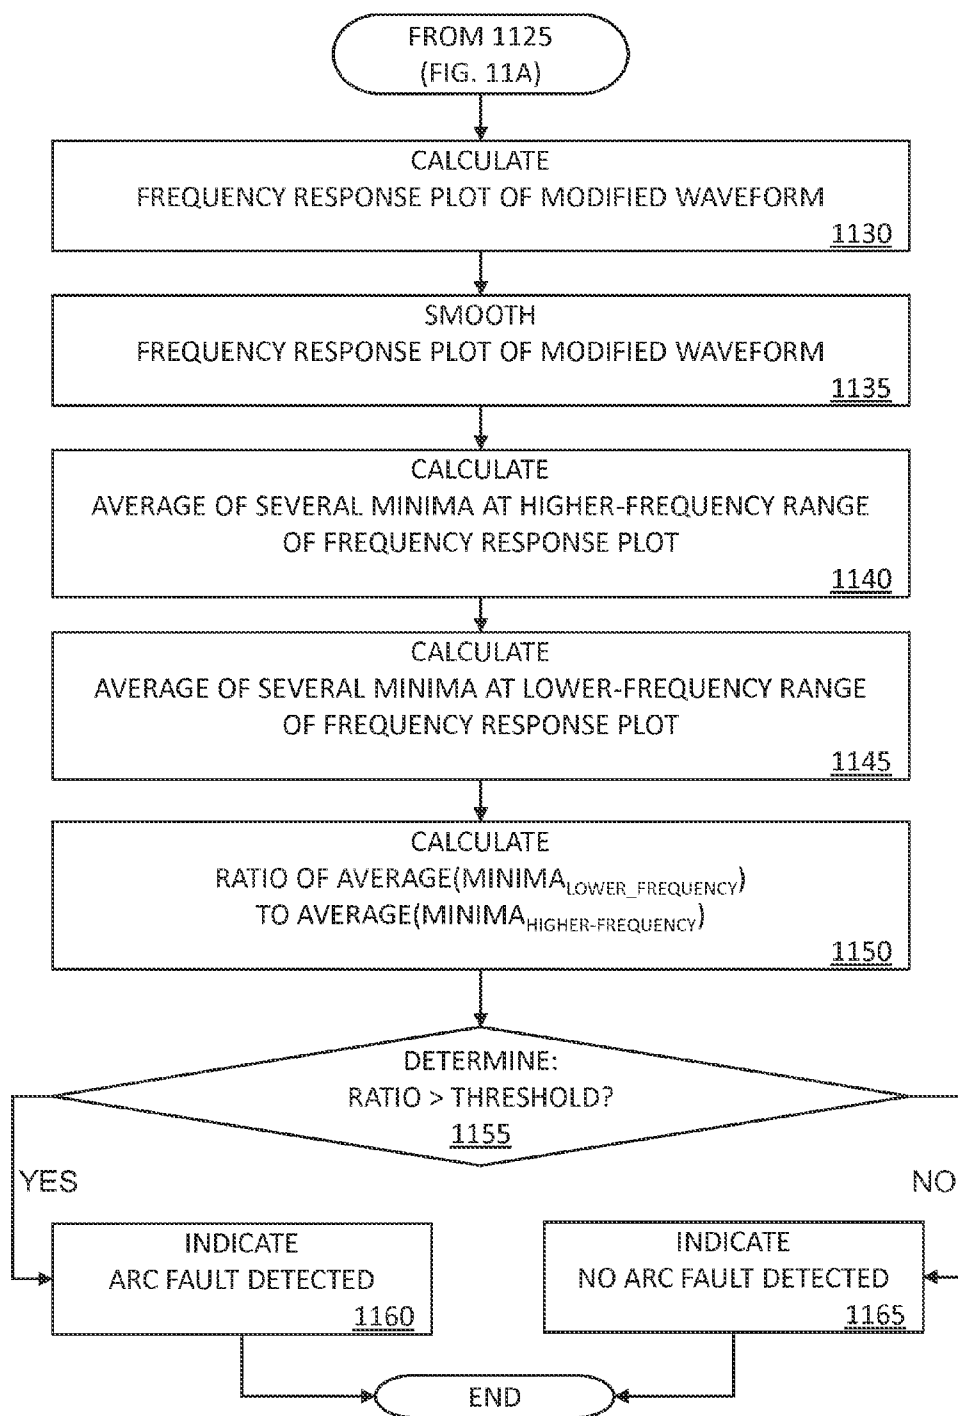 FROM 1125
(FIG. 11A)
CALCULATE
FREQUENCY RESPONSE PLOT OF MODIFIED WAVEFORM
1130
SMOOTH
FREQUENCY RESPONSE PLOT OF MODIFIED WAVEFORM
1135
CALCULATE
AVERAGE OF SEVERAL MINIMA AT HIGHER-FREQUENCY RANGE
OF FREQUENCY RESPONSE PLOT
1140
CALCULATE
AVERAGE OF SEVERAL MINIMA AT LOWER-FREQUENCY RANGE
OF FREQUENCY RESPONSE PLOT
1145
CALCULATE
RATIO OF AVERAGE(MINIMALOWER_FREQUENCY)
TO AVERAGE(MINIMAHIGHER-FREQUENCY)
1150
DETERMINE:
RATIO > THRESHOLD?
1155
YES
NO
INDICATE
ARC FAULT DETECTED
1160
INDICATE
NO ARC FAULT DETECTED
1165
END